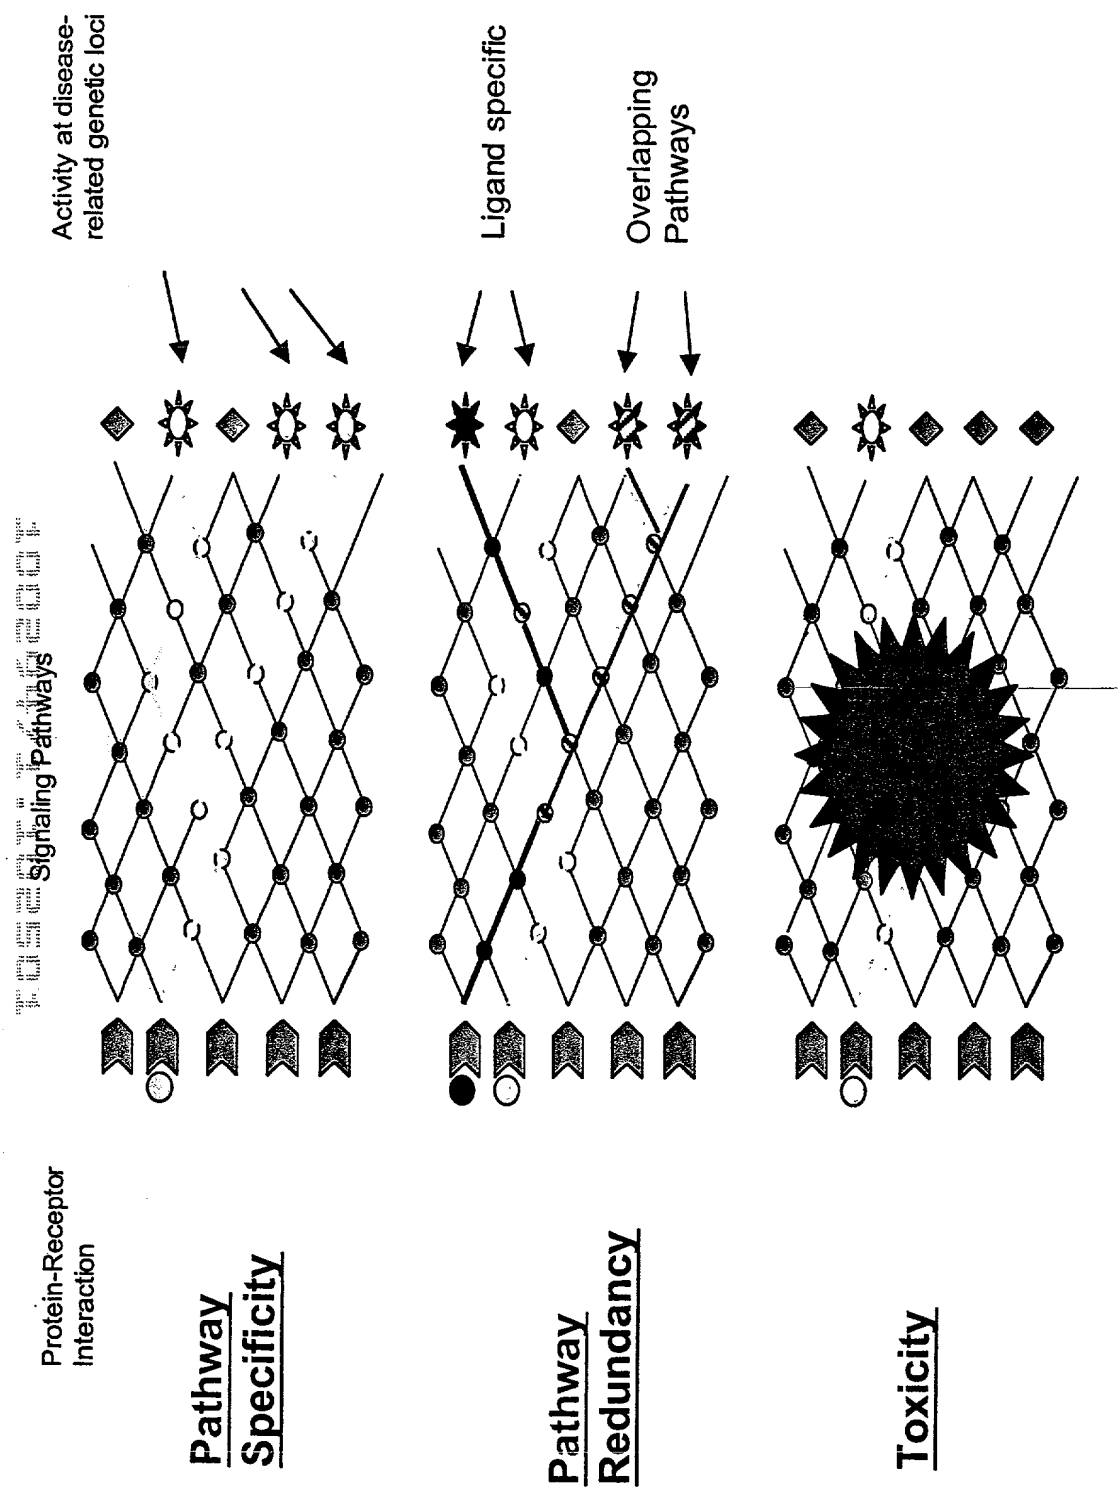 Protein-Receptor
Interaction
Signaling Pathways
Activity at disease-
related genetic loci
Pathway
Specificity
Pathway
Redundancy
Ligand specific
Overlapping
Pathways
Toxicity